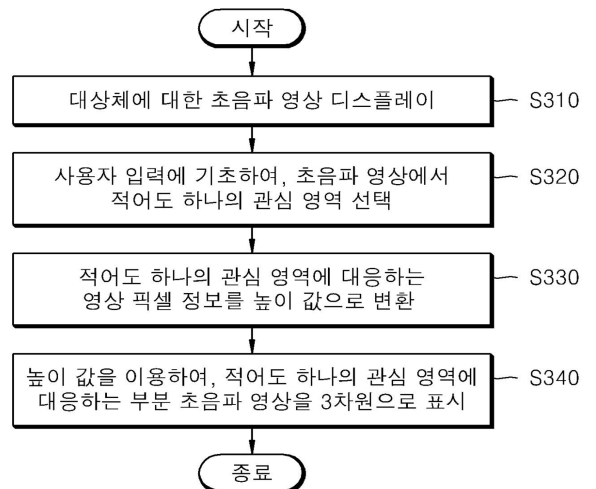 시작
대상체에 대한 초음파 영상 디스플레이
S310
사용자 입력에 기초하여, 초음파 영상에서
적어도 하나의 관심 영역 선택
S320
적어도 하나의 관심 영역에 대응하는
영상 픽셀 정보를 높이 값으로 변환
S330
높이 값을 이용하여, 적어도 하나의 관심 영역에
대응하는 부분 초음파 영상을 3차원으로 표시
S340
종료